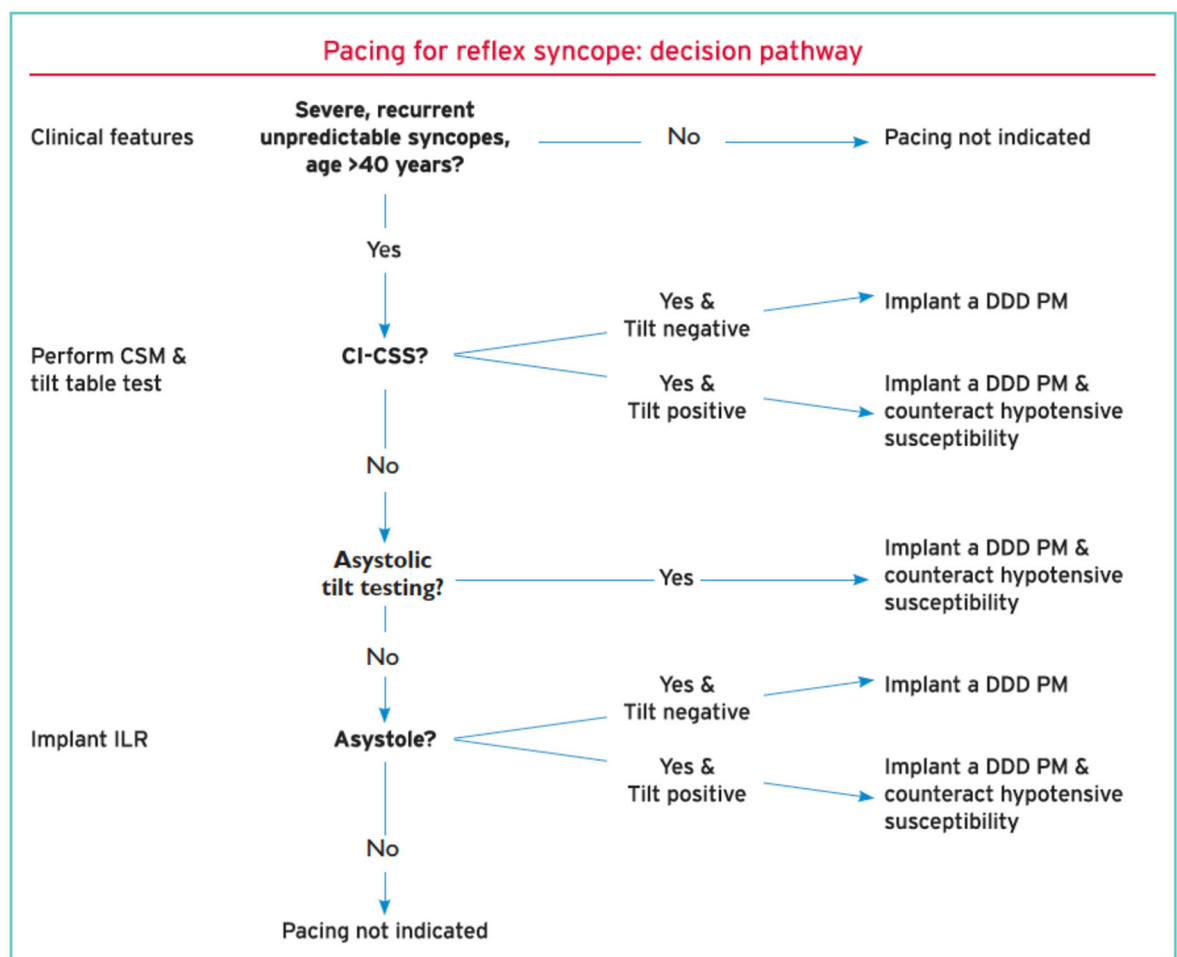 Pacing for reflex syncope: decision pathway
Clinical features
Severe, recurrent
unpredictable syncopes,
age >40 years?
No
Pacing not indicated
Yes
Perform CSM &
tilt table test
CI-CSS?
Yes &
Tilt negative
Implant a DDD PM
Yes &
Tilt positive
Implant a DDD PM &
counteract hypotensive
susceptibility
No
Asystolic
tilt testing?
Yes
Implant a DDD PM &
counteract hypotensive
susceptibility
No
Implant ILR
Asystole?
Yes &
Tilt negative
Implant a DDD PM
Yes &
Tilt positive
Implant a DDD PM &
counteract hypotensive
susceptibility
No
Pacing not indicated